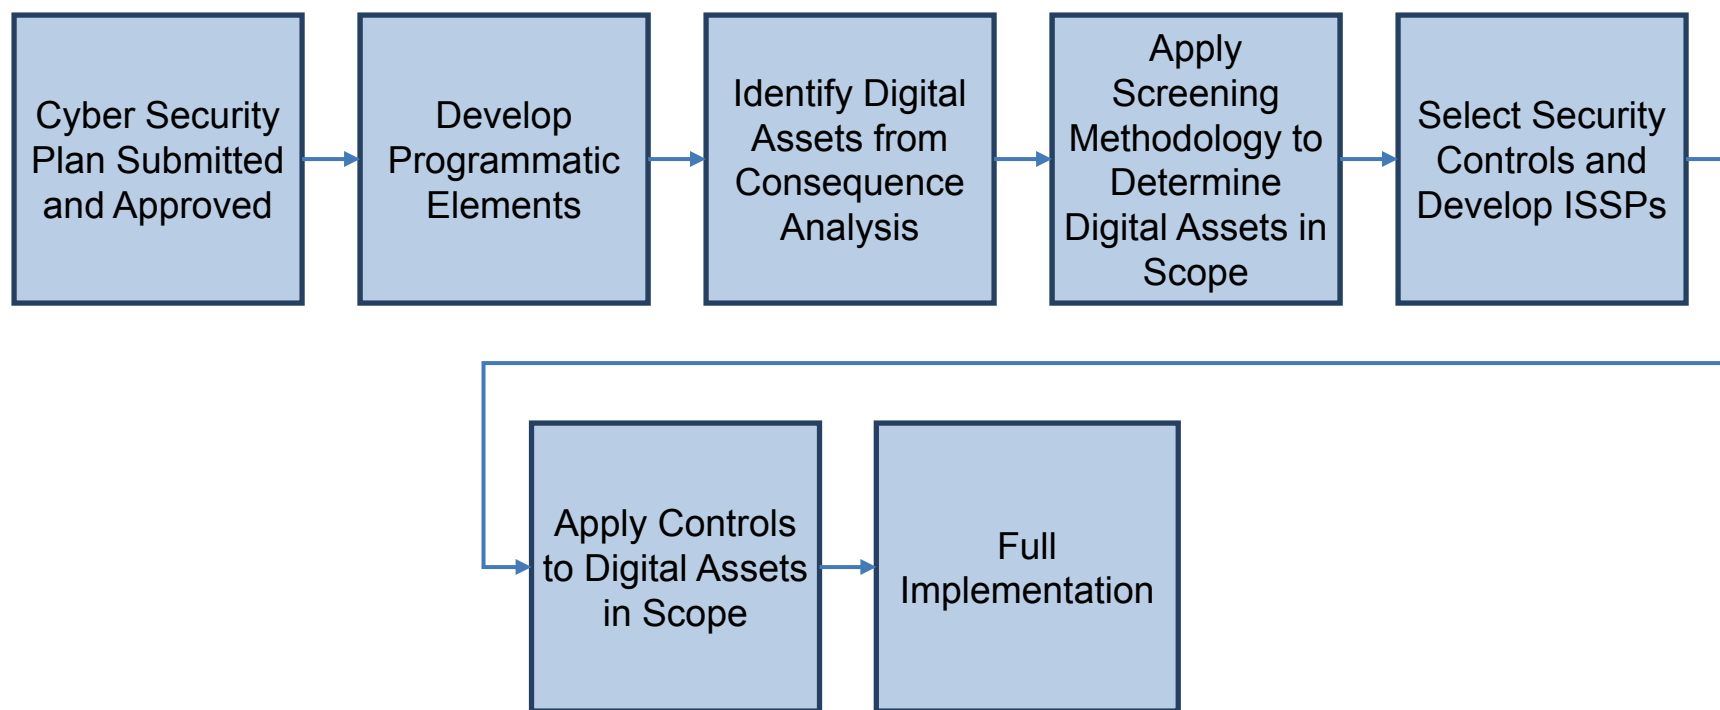 Cyber Security
Plan Submitted
and Approved
Develop
Programmatic
Elements
Identify Digital
Assets from
Consequence
Analysis
Apply
Screening
Methodology to
Determine
Digital Assets in
Scope
Select Security
Controls and
Develop ISSPs
Apply Controls
to Digital Assets
in Scope
Full
Implementation